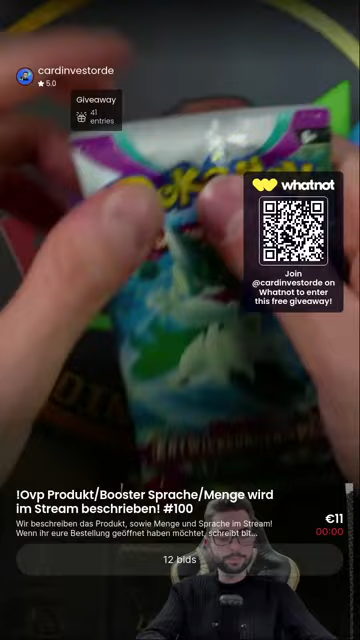 cardinvestorde
★ 5.0
Giveaway
41
entries
Pokémon
whatnot
Join
@cardinvestorde on
Whatnot to enter
this free giveaway!
!Ovp Produkt/Booster Sprache/Menge wird
im Stream beschrieben! #100
€11
Wir beschreiben das Produkt, sowie Menge und Sprache im Stream!
Wenn ihr eure Bestellung geöffnet haben möchtet, schreibt bit...
00:00
12 bids